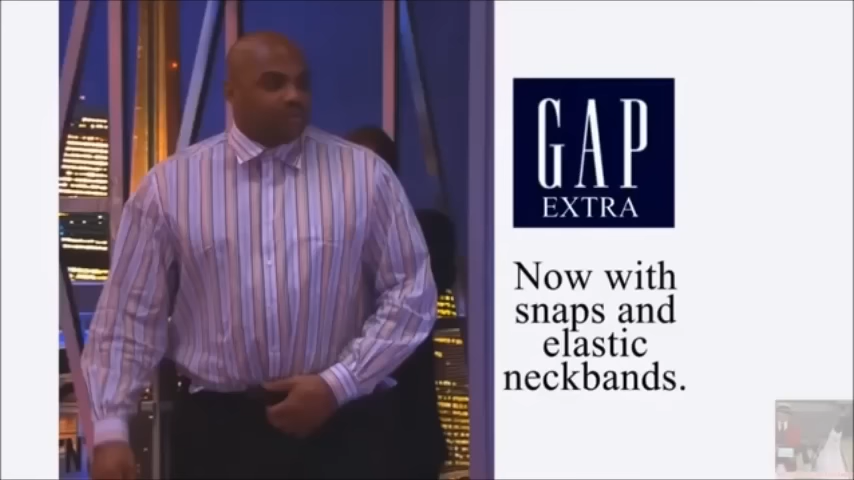 GAP
EXTRA
Now with
snaps and
elastic
neckbands.